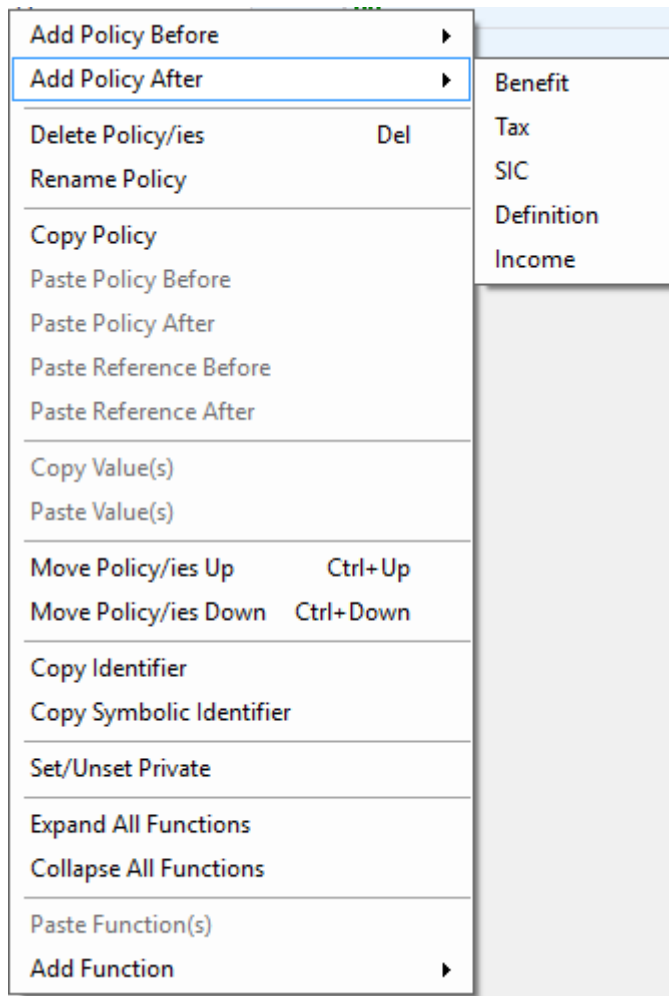 Add Policy Before
Add Policy After
Delete Policy/ies Del
Rename Policy
Copy Policy
Paste Policy Before
Paste Policy After
Paste Reference Before
Paste Reference After
Copy Value(s)
Paste Value(s)
Move Policy/ies Up Ctrl+Up
Move Policy/ies Down Ctrl+Down
Copy Identifier
Copy Symbolic Identifier
Set/Unset Private
Expand All Functions
Collapse All Functions
Paste Function(s)
Add Function
Benefit
Tax
SIC
Definition
Income